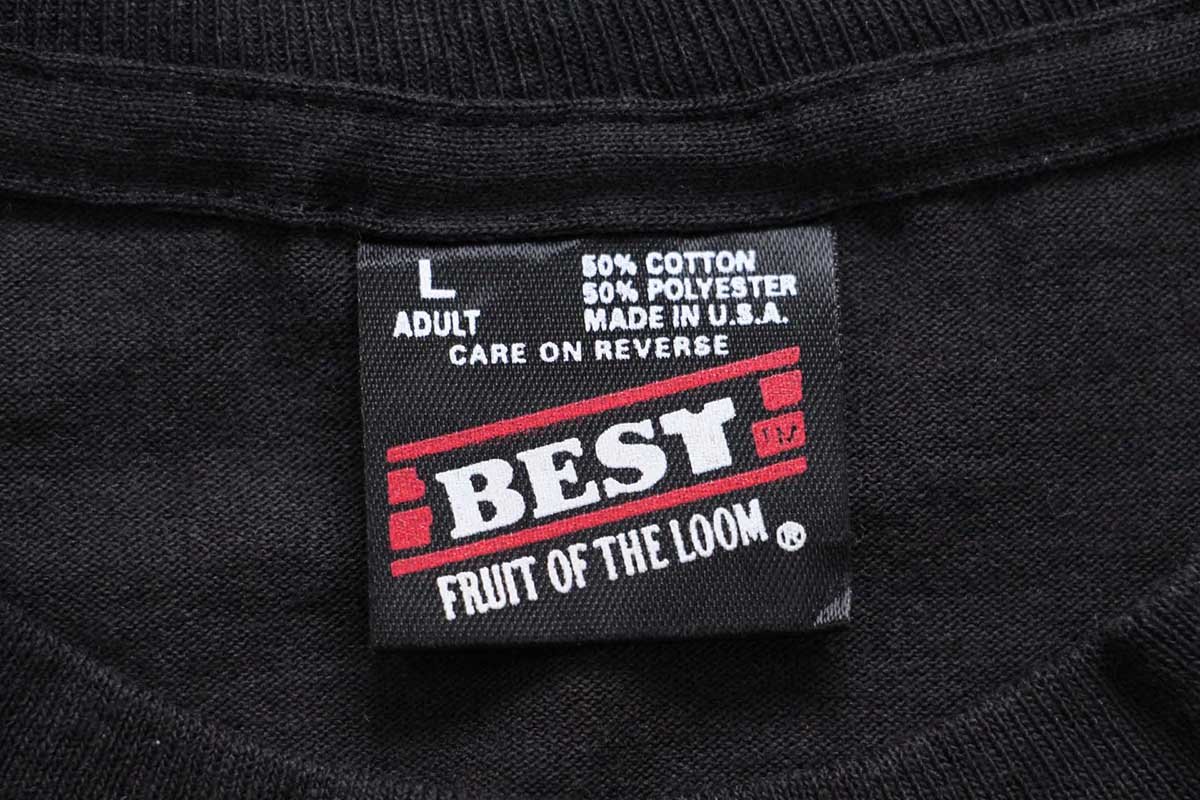 L
ADULT
50% COTTON
50% POLYESTER
MADE IN U.S.A.
CARE ON REVERSE
BEST
TM
FRUIT OF THE LOOM ®